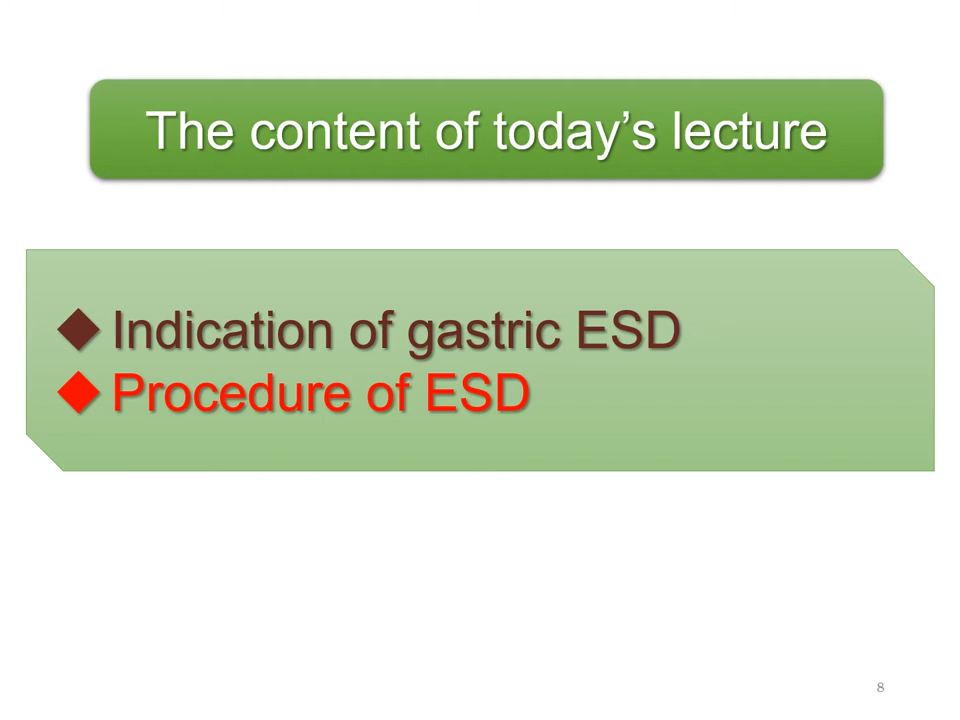 The content of today’s lecture
Indication of gastric ESD
Procedure of ESD
8